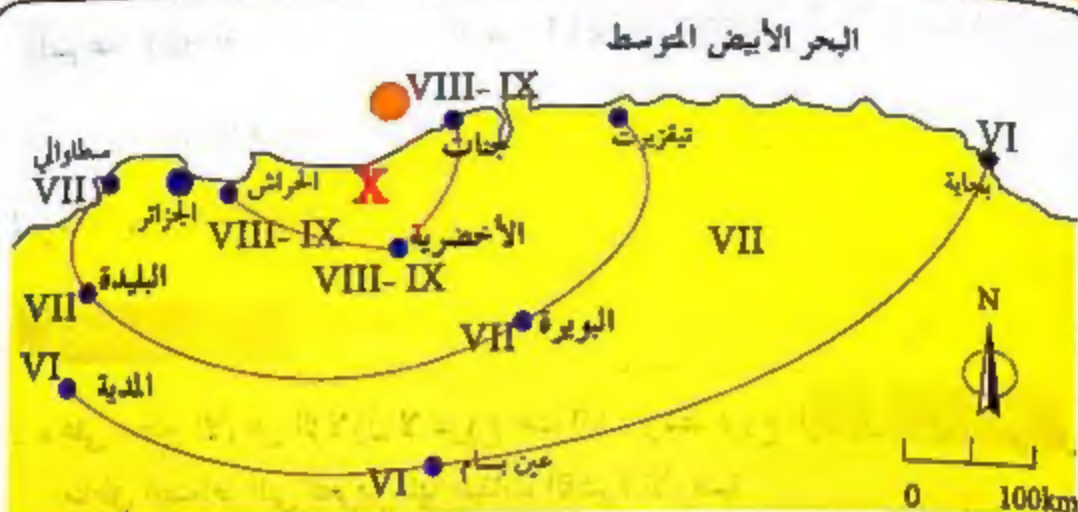 البحر الأبيض المتوسط
VIII- IX
جنات
تيقزيرت
VI
بجاية
سطاوالي
VII
الجزائر
الحراش
VIII- IX
X
الأخضرية
VIII- IX
VII
البليدة
VII
البويرة
VII
N
VI
المدية
عين بسام
VI
0 100km